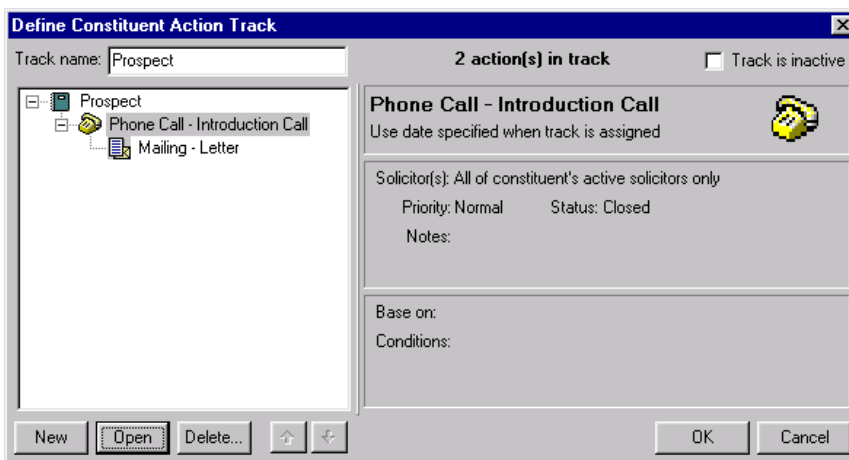 Define Constituent Action Track
Track name: Prospect
2 action(s) in track
Track is inactive
Prospect
Phone Call - Introduction Call
Mailing - Letter
Phone Call - Introduction Call
Use date specified when track is assigned
Solicitor(s): All of constituent's active solicitors only
Priority: Normal Status: Closed
Notes:
Base on:
Conditions:
New Open Delete... OK Cancel